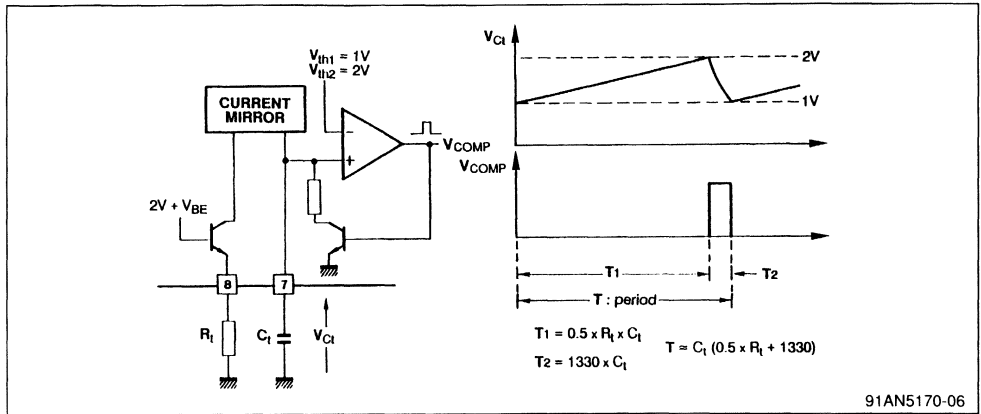 Vth1 = 1V
Vth2 = 2V
CURRENT
MIRROR
−
+
VCOMP
2V + VBE
8
7
Rt
Ct
VCt
VCt
2V
1V
VCOMP
T1
T2
T : period
T1 = 0.5 x Rt x Ct
T2 = 1330 x Ct
T ≃ Ct (0.5 x Rt + 1330)
91AN5170-06